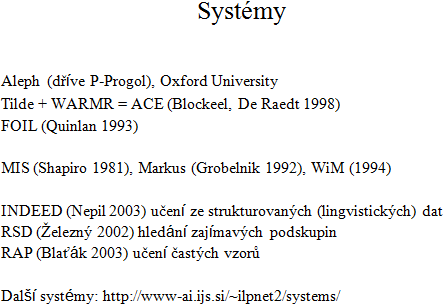 Systémy
Aleph (dříve P-Progol), Oxford University
Tilde + WARMR = ACE (Blockeel, De Raedt 1998)
FOIL (Quinlan 1993)
MIS (Shapiro 1981), Markus (Grobelnik 1992), WiM (1994)
INDEED (Nepil 2003) učení ze strukturovaných (lingvistických) dat
RSD (Železný 2002) hledání zajímavých podskupin
RAP (Blaťák 2003) učení častých vzorů
Další systémy: http://www-ai.ijs.si/~ilpnet2/systems/